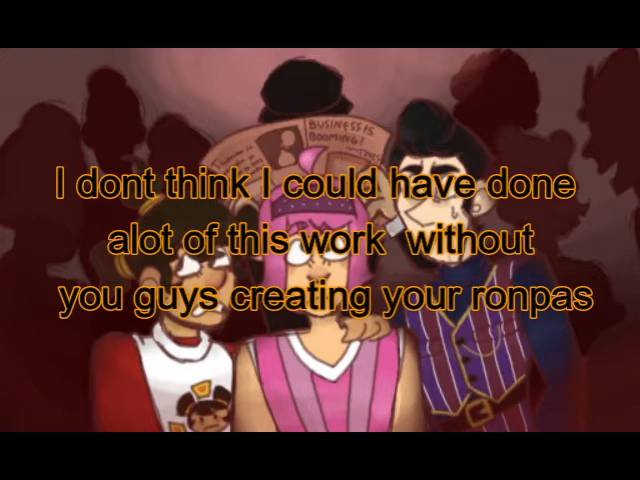 BUSINESS IS
BOOMING!
I dont think I could have done
alot of this work without
you guys creating your ronpas